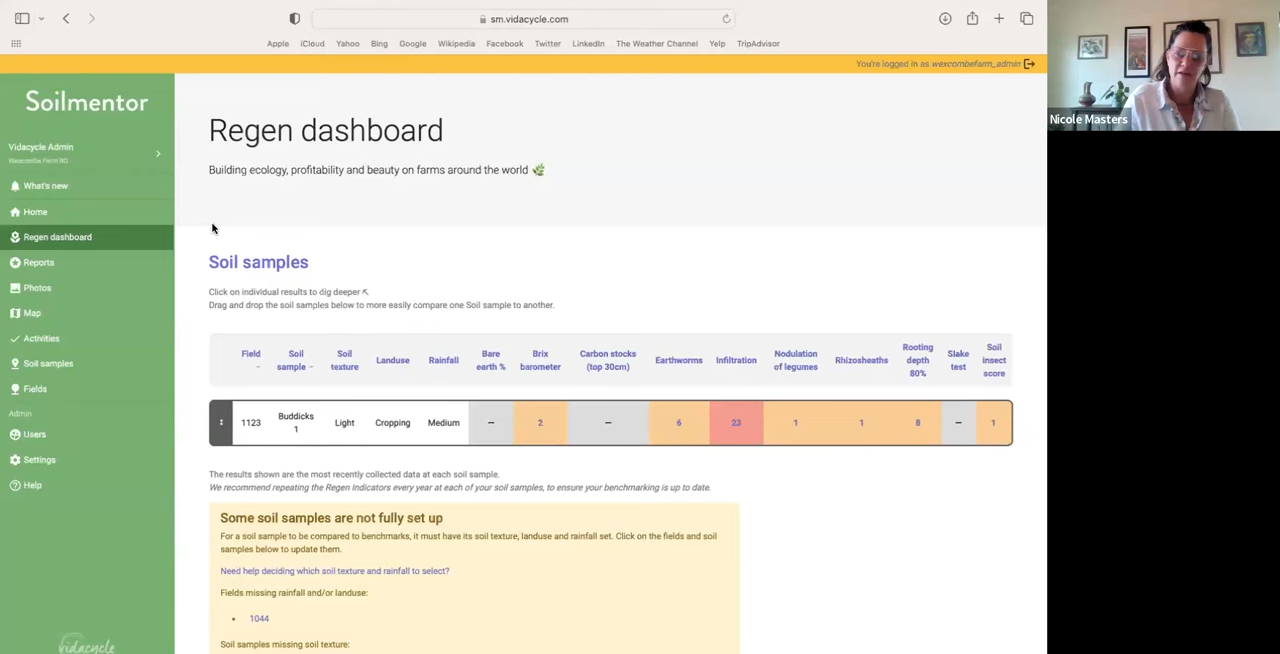 sm.vidacycle.com
Apple iCloud Yahoo Bing Google Wikipedia Facebook Twitter LinkedIn The Weather Channel Yelp TripAdvisor
You're logged in as wexcombefarm_admin
Soilmentor
Vidacycle Admin
Wexcombe Farm RD
What's new
Home
Regen dashboard
Reports
Photos
Map
Activities
Soil samples
Fields
Admin
Users
Settings
Help
vidacycle
Regen dashboard
Building ecology, profitability and beauty on farms around the world 🌿
Soil samples
Click on individual results to dig deeper ↖
Drag and drop the soil samples below to more easily compare one Soil sample to another.
Field Soil sample Soil texture Landuse Rainfall Bare earth % Brix barometer Carbon stocks (top 30cm) Earthworms Infiltration Nodulation of legumes Rhizosheaths Rooting depth 80% Slake test Soil insect score
1123 Buddicks 1 Light Cropping Medium – 2 – 6 23 1 1 8 – 1
The results shown are the most recently collected data at each soil sample.
We recommend repeating the Regen Indicators every year at each of your soil samples, to ensure your benchmarking is up to date.
Some soil samples are not fully set up
For a soil sample to be compared to benchmarks, it must have its soil texture, landuse and rainfall set. Click on the fields and soil
samples below to update them.
Need help deciding which soil texture and rainfall to select?
Fields missing rainfall and/or landuse:
• 1044
Soil samples missing soil texture:
Nicole Masters